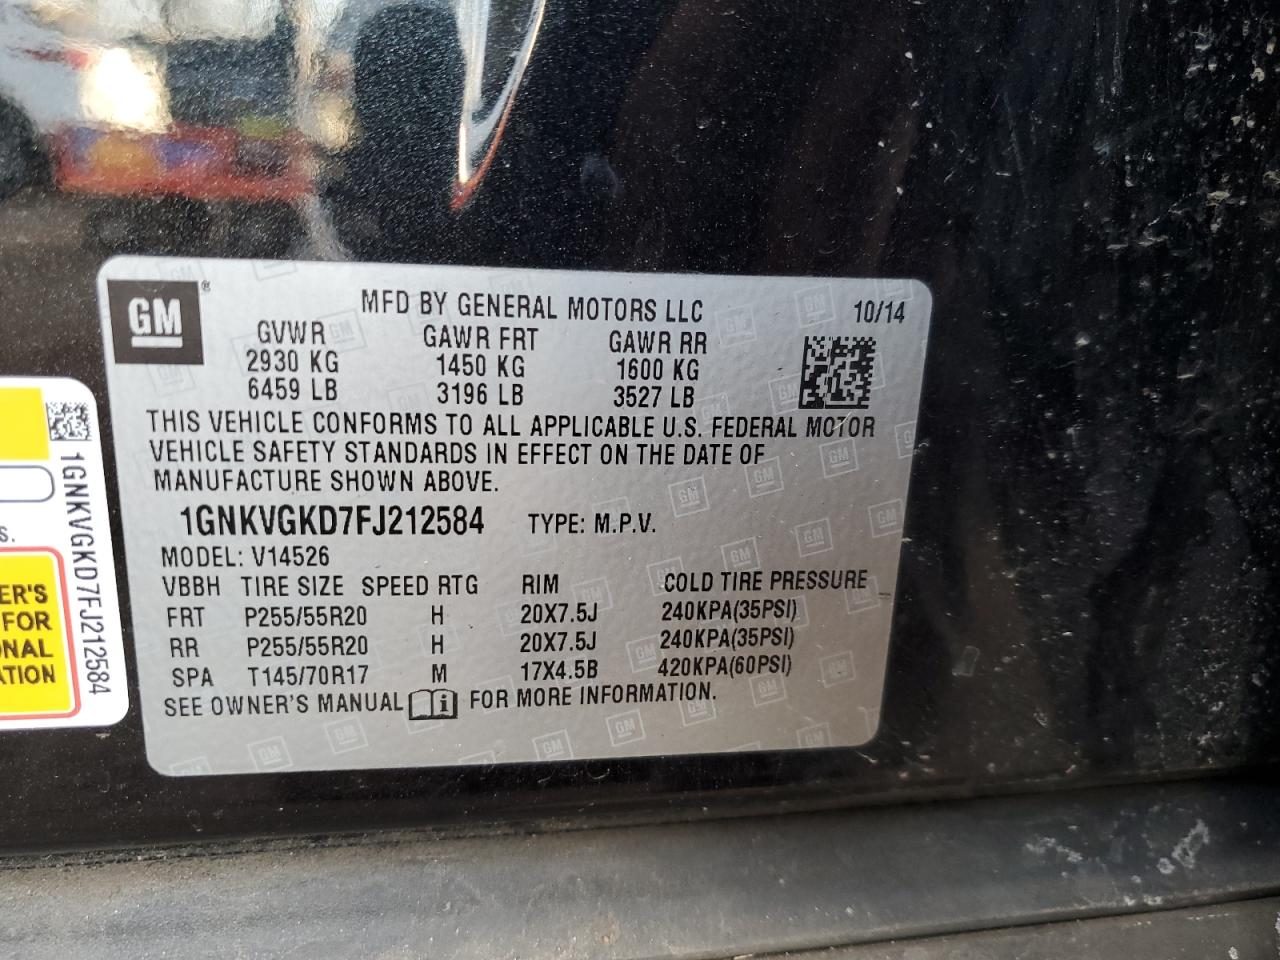 GM®
MFD BY GENERAL MOTORS LLC 10/14
GVWR GAWR FRT GAWR RR
2930 KG 1450 KG 1600 KG
6459 LB 3196 LB 3527 LB
THIS VEHICLE CONFORMS TO ALL APPLICABLE U.S. FEDERAL MOTOR
VEHICLE SAFETY STANDARDS IN EFFECT ON THE DATE OF
MANUFACTURE SHOWN ABOVE.
1GNKVGKD7FJ212584 TYPE: M.P.V.
MODEL: V14526
VBBH TIRE SIZE SPEED RTG RIM COLD TIRE PRESSURE
FRT P255/55R20 H 20X7.5J 240KPA(35PSI)
RR P255/55R20 H 20X7.5J 240KPA(35PSI)
SPA T145/70R17 M 17X4.5B 420KPA(60PSI)
SEE OWNER'S MANUAL i FOR MORE INFORMATION.
1GNKVGKD7FJ212584
S.
ER'S
FOR
ONAL
ATION